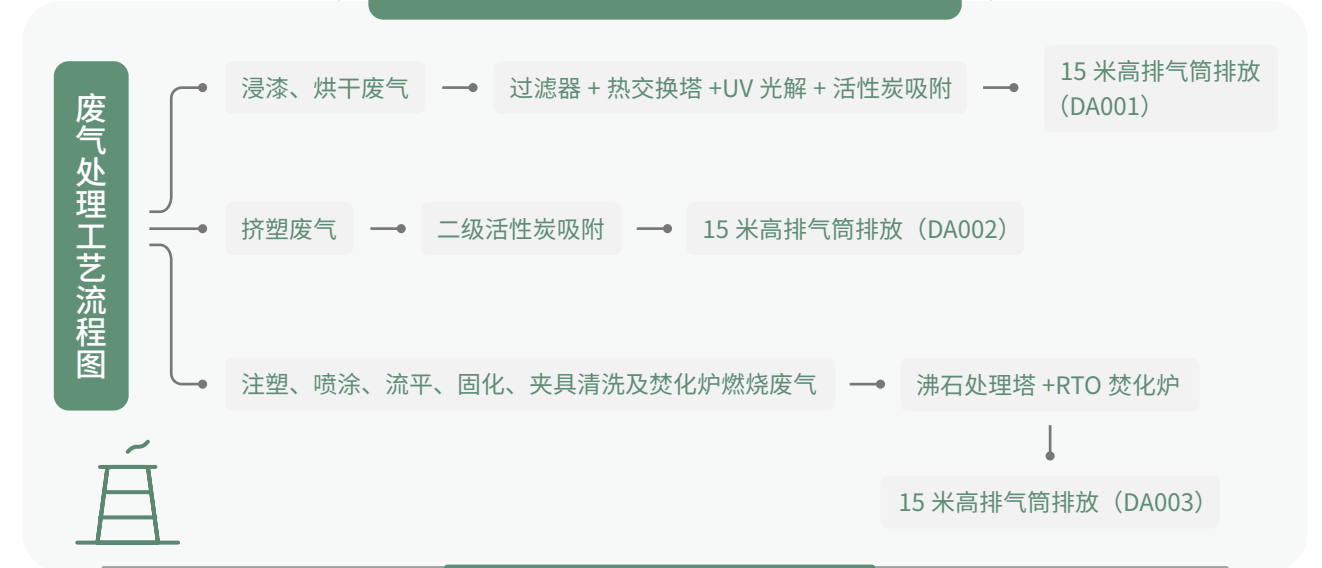 废气处理工艺流程图
浸漆、烘干废气
过滤器 + 热交换塔 +UV 光解 + 活性炭吸附
15 米高排气筒排放
（DA001）
挤塑废气
二级活性炭吸附
15 米高排气筒排放（DA002）
注塑、喷涂、流平、固化、夹具清洗及焚化炉燃烧废气
沸石处理塔 +RTO 焚化炉
15 米高排气筒排放（DA003）